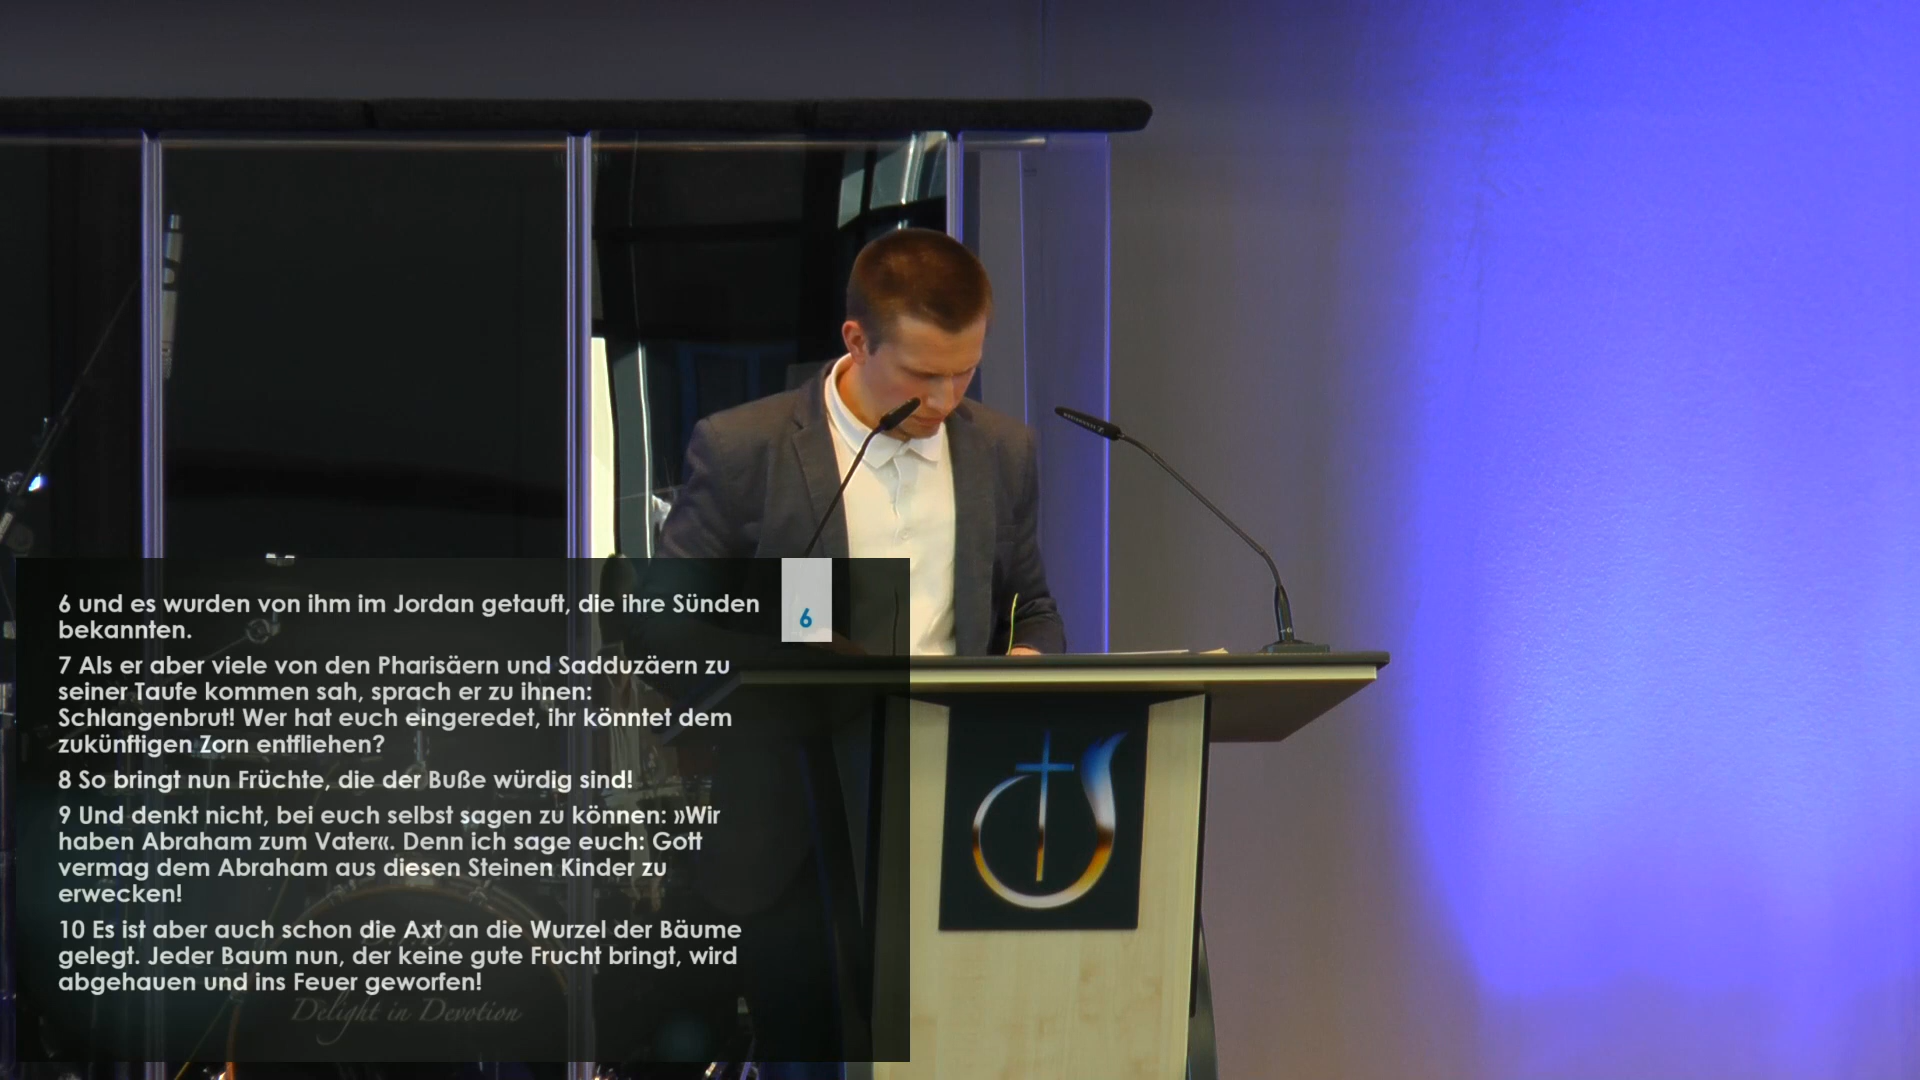 6 und es wurden von ihm im Jordan getauft, die ihre Sünden
bekannten.
7 Als er aber viele von den Pharisäern und Sadduzäern zu
seiner Taufe kommen sah, sprach er zu ihnen:
Schlangenbrut! Wer hat euch eingeredet, ihr könntet dem
zukünftigen Zorn entfliehen?
8 So bringt nun Früchte, die der Buße würdig sind!
9 Und denkt nicht, bei euch selbst sagen zu können: »Wir
haben Abraham zum Vater«. Denn ich sage euch: Gott
vermag dem Abraham aus diesen Steinen Kinder zu
erwecken!
10 Es ist aber auch schon die Axt an die Wurzel der Bäume
gelegt. Jeder Baum nun, der keine gute Frucht bringt, wird
abgehauen und ins Feuer geworfen!
6
Delight in Devotion